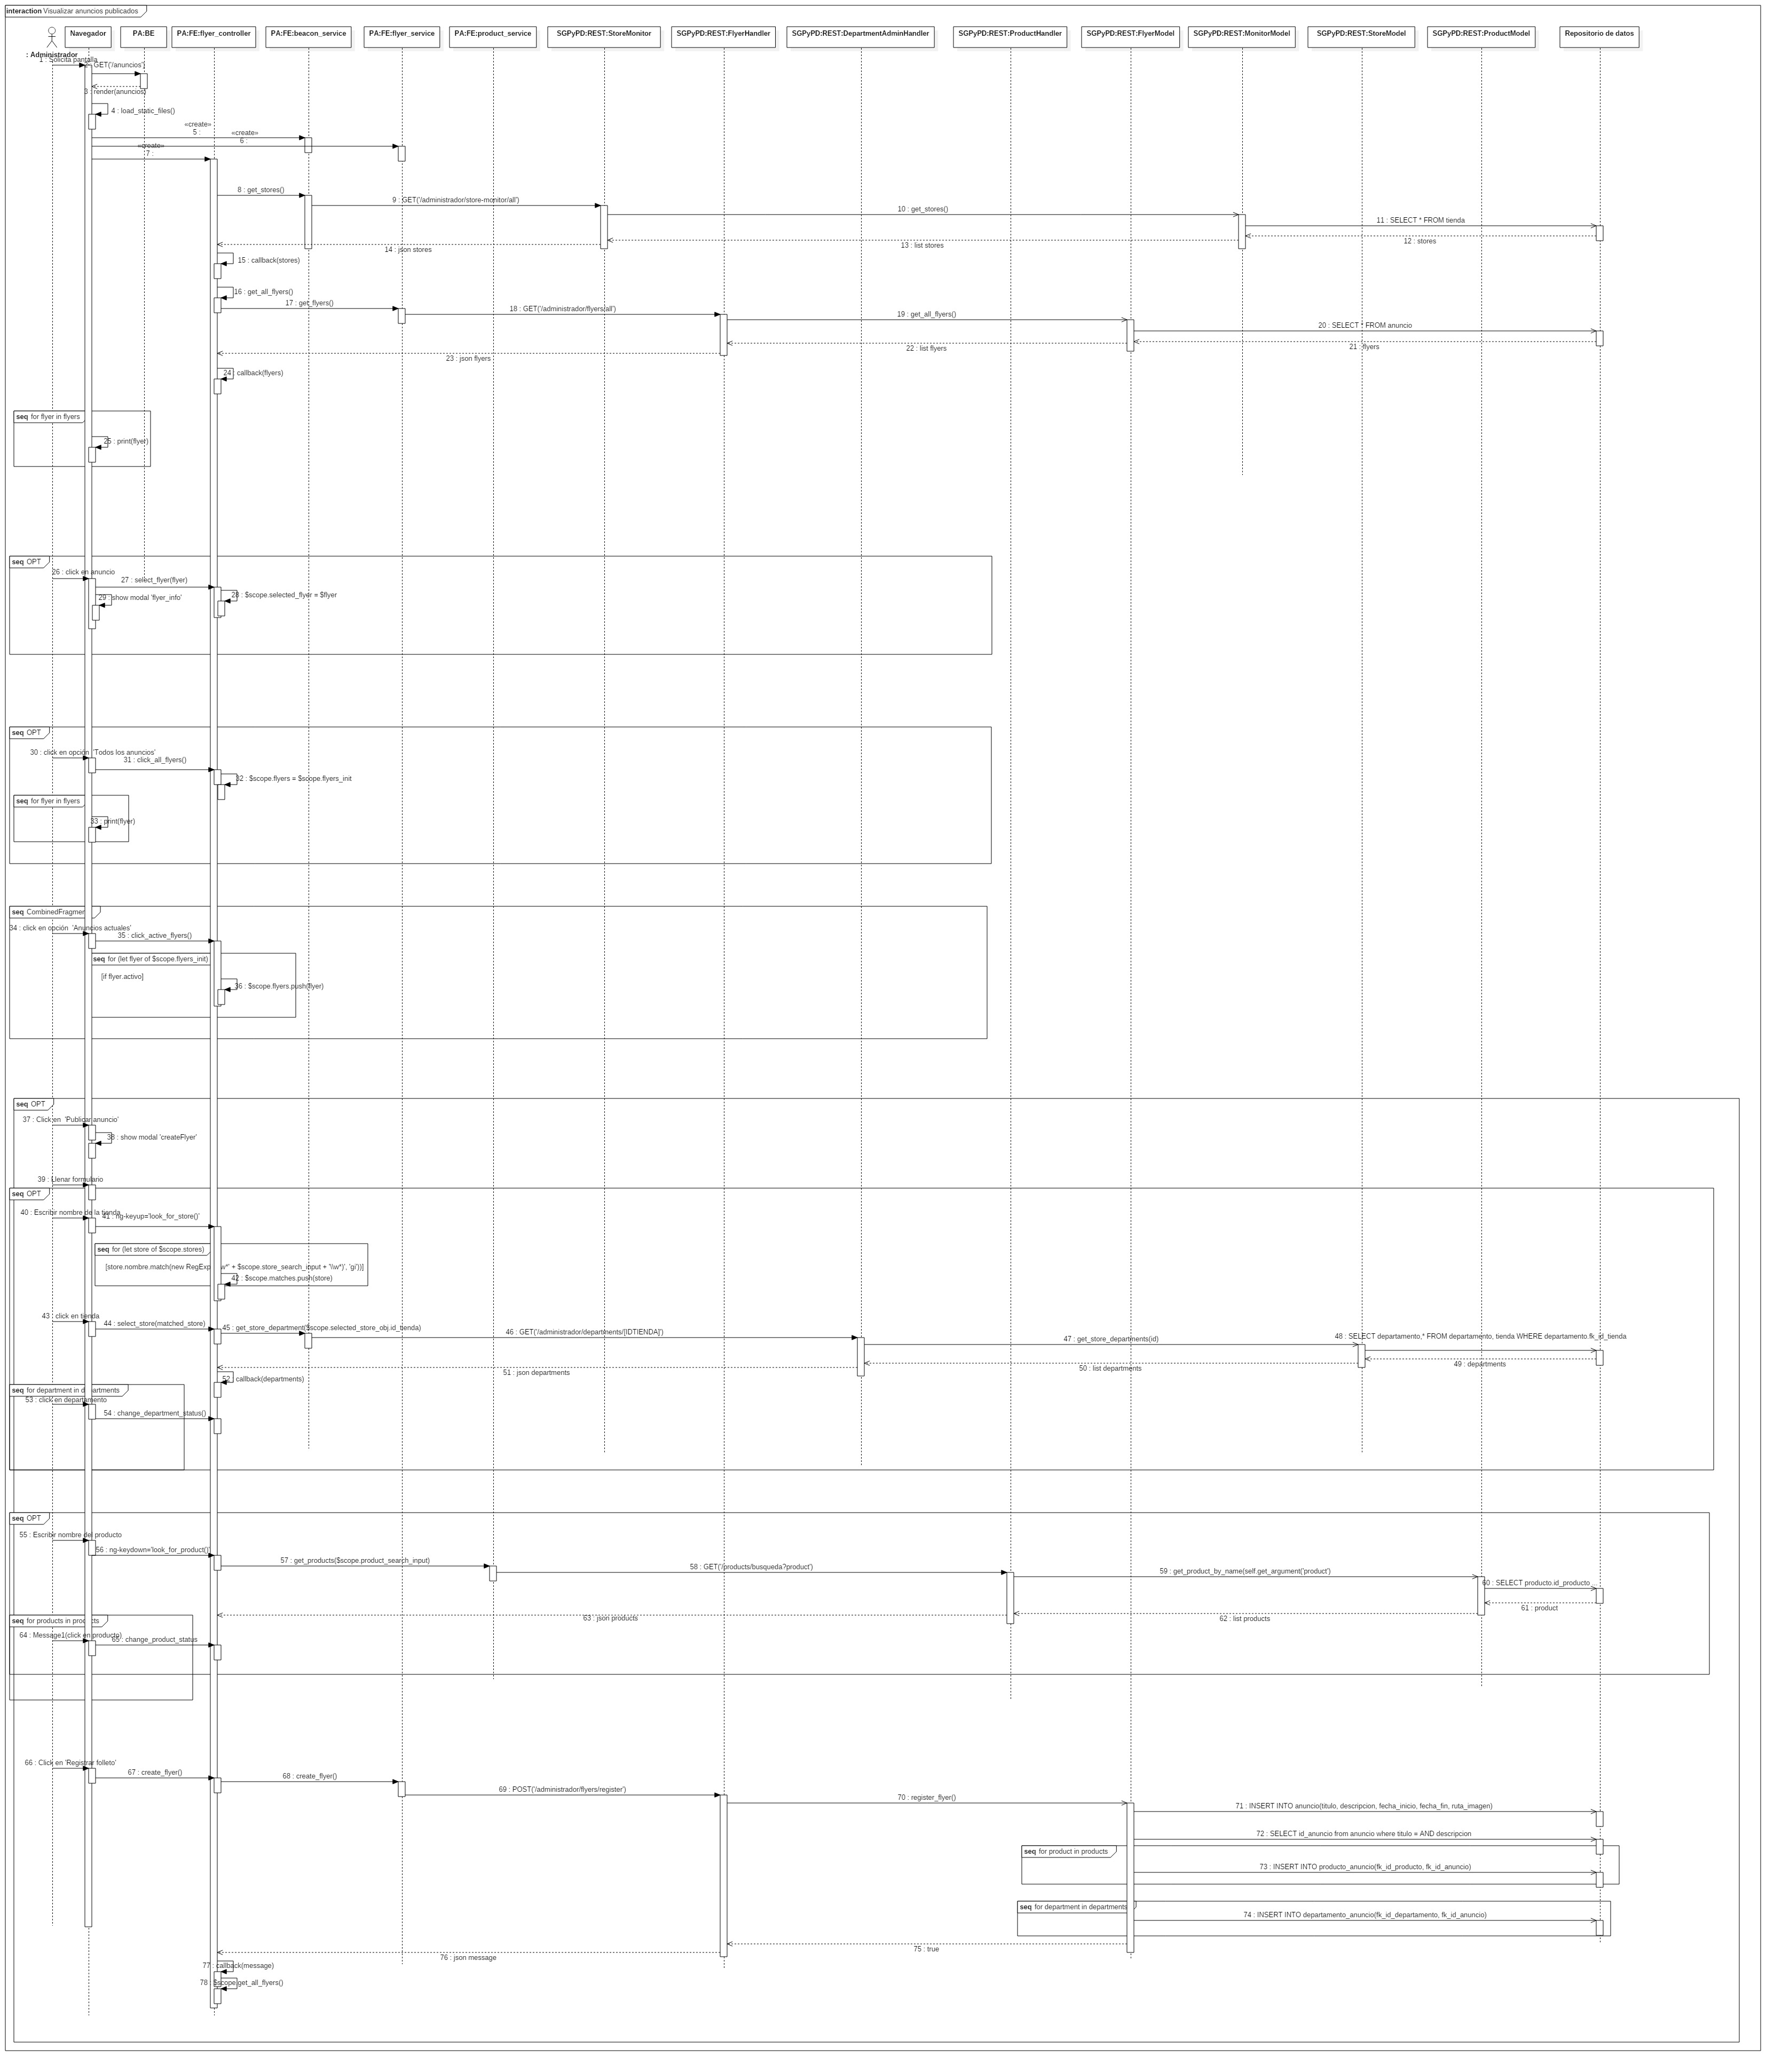 interaction Visualizar anuncios publicados
: Administrador
Navegador
PA:BE
PA:FE:flyer_controller
PA:FE:beacon_service
PA:FE:flyer_service
PA:FE:product_service
SGPyPD:REST:StoreMonitor
SGPyPD:REST:FlyerHandler
SGPyPD:REST:DepartmentAdminHandler
SGPyPD:REST:ProductHandler
SGPyPD:REST:FlyerModel
SGPyPD:REST:MonitorModel
SGPyPD:REST:StoreModel
SGPyPD:REST:ProductModel
Repositorio de datos
1 : Solicita pantalla
2 : GET('/anuncios')
3 : render(anuncios)
4 : load_static_files()
«create»
5 :
«create»
6 :
«create»
7 :
8 : get_stores()
9 : GET('/administrador/store-monitor/all')
10 : get_stores()
11 : SELECT * FROM tienda
12 : stores
13 : list stores
14 : json stores
15 : callback(stores)
16 : get_all_flyers()
17 : get_flyers()
18 : GET('/administrador/flyers/all')
19 : get_all_flyers()
20 : SELECT * FROM anuncio
21 : flyers
22 : list flyers
23 : json flyers
24 : callback(flyers)
seq for flyer in flyers
25 : print(flyer)
seq OPT
26 : click en anuncio
27 : select_flyer(flyer)
28 : $scope.selected_flyer = $flyer
29 : show modal 'flyer_info'
seq OPT
30 : click en opción 'Todos los anuncios'
31 : click_all_flyers()
32 : $scope.flyers = $scope.flyers_init
seq for flyer in flyers
33 : print(flyer)
seq CombinedFragmen
34 : click en opción 'Anuncios actuales'
35 : click_active_flyers()
seq for (let flyer of $scope.flyers_init)
[if flyer.activo]
36 : $scope.flyers.push(flyer)
seq OPT
37 : Click en 'Publicar anuncio'
38 : show modal 'createFlyer'
39 : Llenar formulario
seq OPT
40 : Escribir nombre de la tienda
41 : ng-keyup='look_for_store()'
seq for (let store of $scope.stores)
[store.nombre.match(new RegExp w*' + $scope.store_search_input + '\\w*)', 'gi'))]
42 : $scope.matches.push(store)
43 : click en tienda
44 : select_store(matched_store)
45 : get_store_department($scope.selected_store_obj.id_tienda)
46 : GET('/administrador/departments/[IDTIENDA]')
47 : get_store_departments(id)
48 : SELECT departamento,* FROM departamento, tienda WHERE departamento.fk_id_tienda
49 : departments
50 : list departments
51 : json departments
52 : callback(departments)
seq for department in departments
53 : click en departamento
54 : change_department_status()
seq OPT
55 : Escribir nombre del producto
56 : ng-keydown='look_for_product()'
57 : get_products($scope.product_search_input)
58 : GET('/products/busqueda?product')
59 : get_product_by_name(self.get_argument('product')
60 : SELECT producto.id_producto ...
61 : product
62 : list products
63 : json products
seq for products in products
64 : Message1(click en producto)
65 : change_product_status
66 : Click en 'Registrar folleto'
67 : create_flyer()
68 : create_flyer()
69 : POST('/administrador/flyers/register')
70 : register_flyer()
71 : INSERT INTO anuncio(titulo, descripcion, fecha_inicio, fecha_fin, ruta_imagen)
72 : SELECT id_anuncio from anuncio where titulo = AND descripcion
seq for product in products
73 : INSERT INTO producto_anuncio(fk_id_producto, fk_id_anuncio)
seq for department in departments
74 : INSERT INTO departamento_anuncio(fk_id_departamento, fk_id_anuncio)
75 : true
76 : json message
77 : callback(message)
78 : $scope.get_all_flyers()